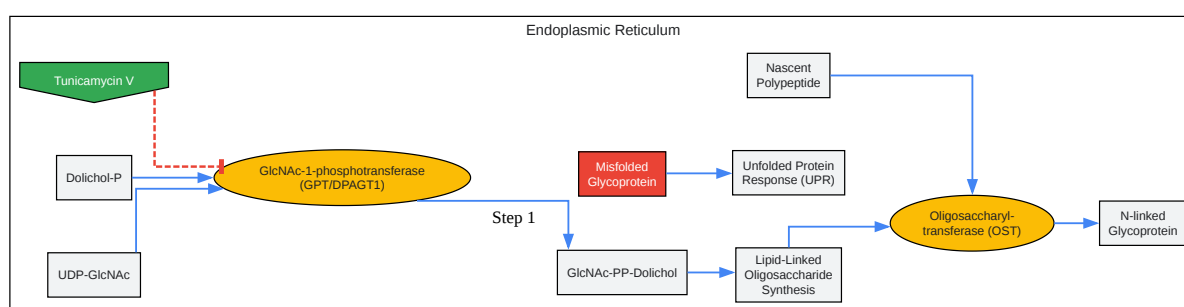 Endoplasmic Reticulum
Tunicamycin V
Nascent
Polypeptide
Dolichol-P
GlcNAc-1-phosphotransferase
(GPT/DPAGT1)
Misfolded
Glycoprotein
Unfolded Protein
Response (UPR)
Step 1
Oligosaccharyl-
transferase (OST)
N-linked
Glycoprotein
UDP-GlcNAc
GlcNAc-PP-Dolichol
Lipid-Linked
Oligosaccharide
Synthesis